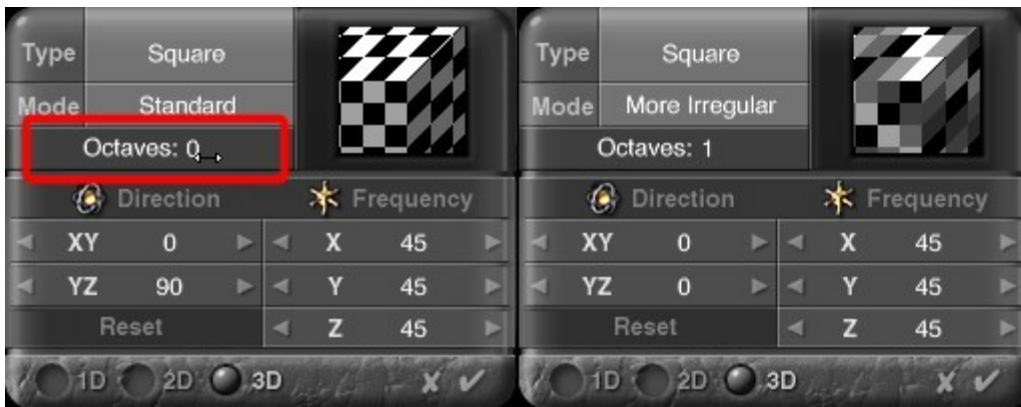 Type Square
Mode Standard
Octaves: 0
Direction Frequency
XY 0 X 45
YZ 90 Y 45
Reset Z 45
1D 2D 3D
Type Square
Mode More Irregular
Octaves: 1
Direction Frequency
XY 0 X 45
YZ 0 Y 45
Reset Z 45
1D 2D 3D